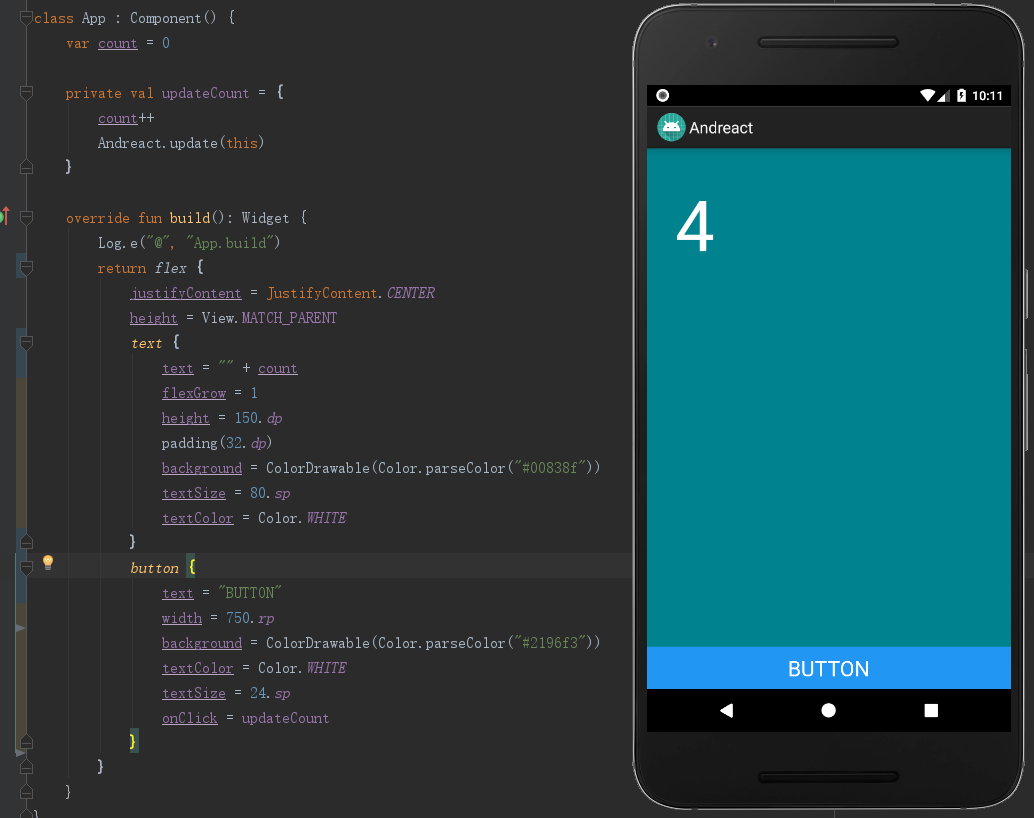 class App : Component() {
var count = 0
private val updateCount = {
count++
Andreact.update(this)
}
override fun build(): Widget {
Log.e("@", "App.build")
return flex {
justifyContent = JustifyContent.CENTER
height = View.MATCH_PARENT
text {
text = "" + count
flexGrow = 1
height = 150.dp
padding(32.dp)
background = ColorDrawable(Color.parseColor("#00838f"))
textSize = 80.sp
textColor = Color.WHITE
}
button {
text = "BUTTON"
width = 750.rp
background = ColorDrawable(Color.parseColor("#2196f3"))
textColor = Color.WHITE
textSize = 24.sp
onClick = updateCount
}
}
}
}
10:11
Andreact
4
BUTTON